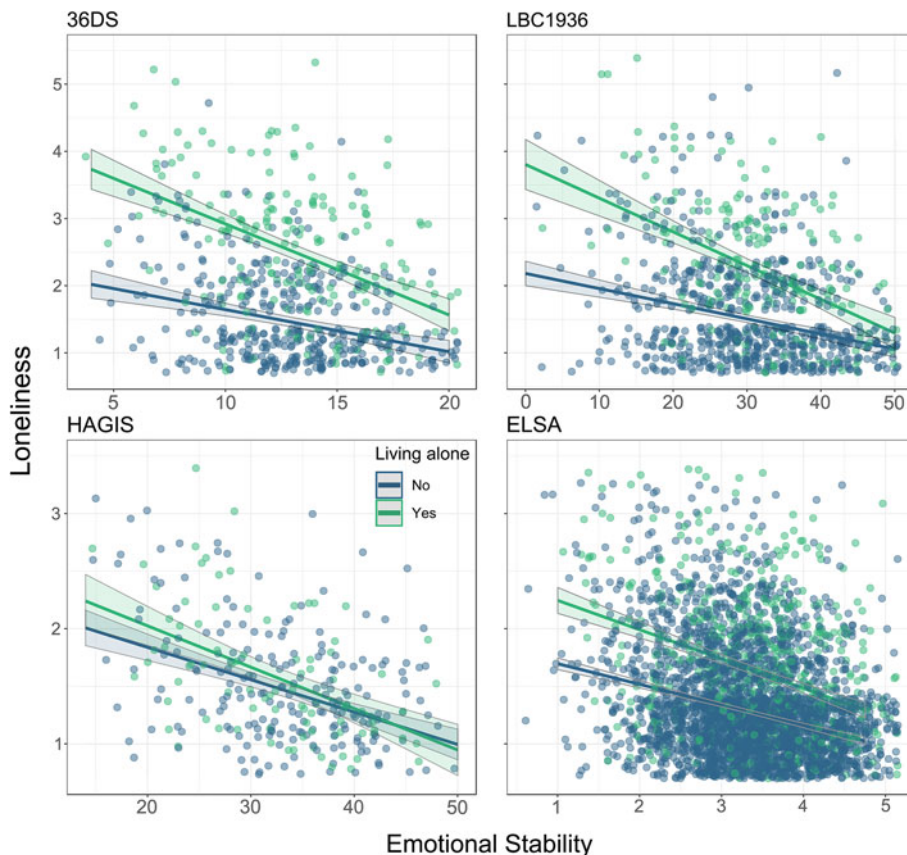 36DS
LBC1936
5
4
3
2
1
5 10 15 20
0 10 20 30 40 50
Loneliness
HAGIS
ELSA
Living alone
No
Yes
3
2
1
20 30 40 50
1 2 3 4 5
Emotional Stability